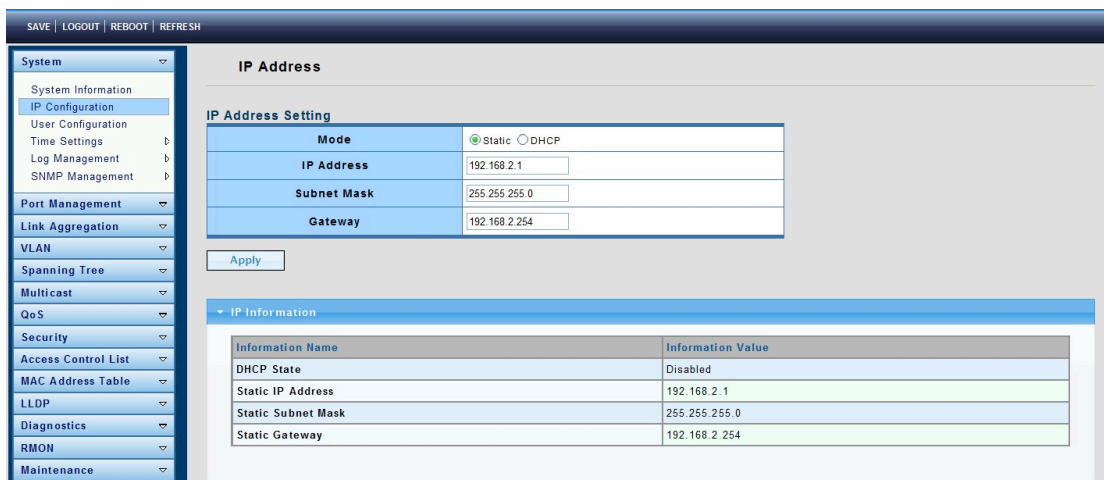 SAVE | LOGOUT | REBOOT | REFRESH
System
System Information
IP Configuration
User Configuration
Time Settings
Log Management
SNMP Management
Port Management
Link Aggregation
VLAN
Spanning Tree
Multicast
QoS
Security
Access Control List
MAC Address Table
LLDP
Diagnostics
RMON
Maintenance
IP Address
IP Address Setting
Mode Static DHCP
IP Address 192.168.2.1
Subnet Mask 255.255.255.0
Gateway 192.168.2.254
Apply
IP Information
Information Name Information Value
DHCP State Disabled
Static IP Address 192.168.2.1
Static Subnet Mask 255.255.255.0
Static Gateway 192.168.2.254